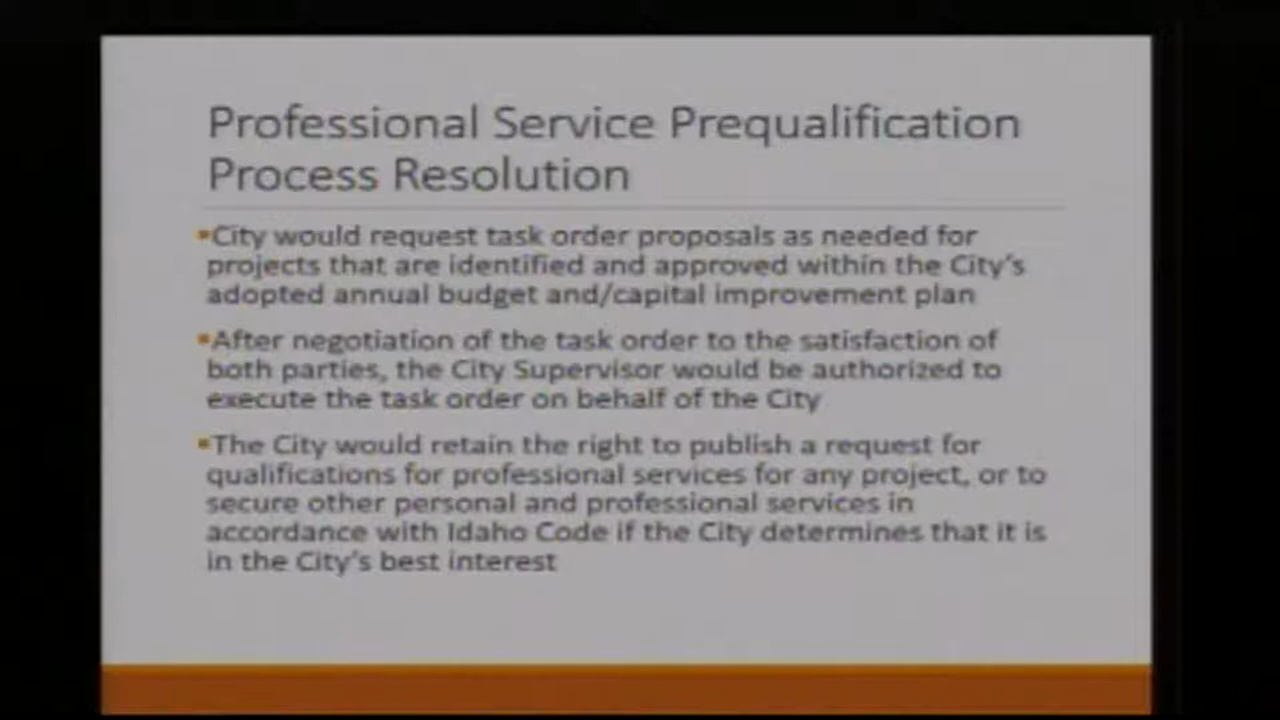 Professional Service Prequalification
Process Resolution
▪City would request task order proposals as needed for
projects that are identified and approved within the City's
adopted annual budget and/capital improvement plan
▪After negotiation of the task order to the satisfaction of
both parties, the City Supervisor would be authorized to
execute the task order on behalf of the City
▪The City would retain the right to publish a request for
qualifications for professional services for any project, or to
secure other personal and professional services in
accordance with Idaho Code if the City determines that it is
in the City's best interest